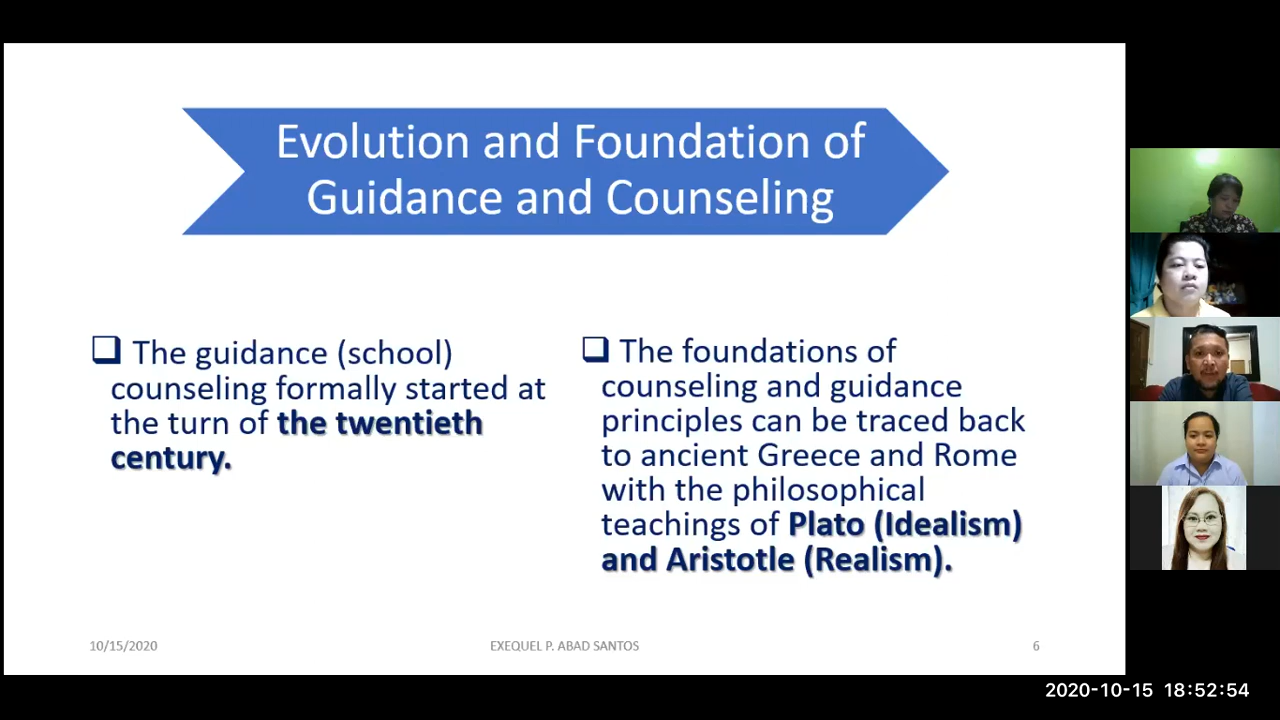 Evolution and Foundation of
Guidance and Counseling
❑ The guidance (school)
counseling formally started at
the turn of the twentieth
century.
❑ The foundations of
counseling and guidance
principles can be traced back
to ancient Greece and Rome
with the philosophical
teachings of Plato (Idealism)
and Aristotle (Realism).
10/15/2020
EXEQUEL P. ABAD SANTOS
6
2020-10-15 18:52:54